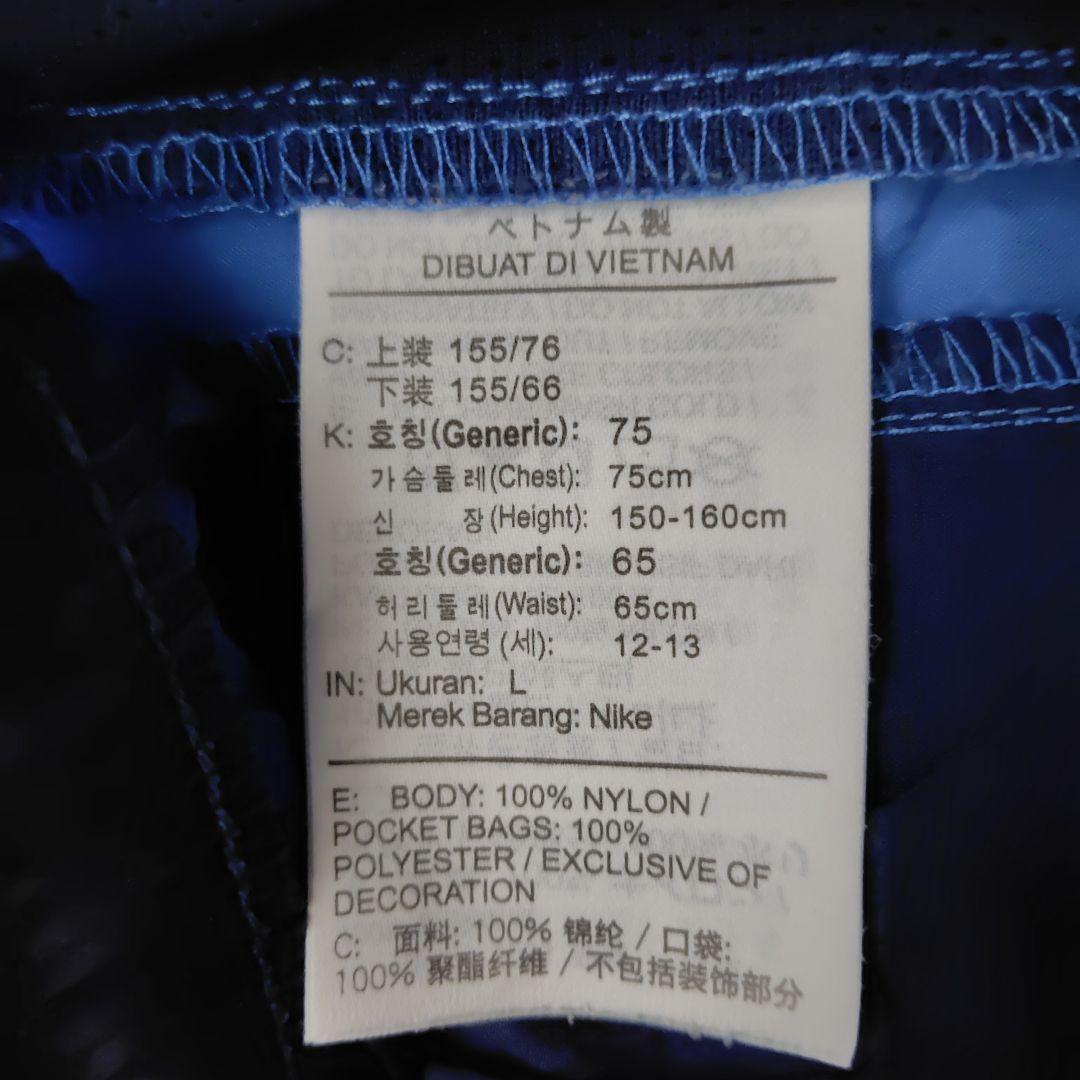 ベトナム製
DIBUAT DI VIETNAM
C: 上装 155/76
下装 155/66
K: 호칭(Generic): 75
가슴둘레(Chest): 75cm
신 장(Height): 150-160cm
호칭(Generic): 65
허리둘레(Waist): 65cm
사용연령 (세): 12-13
IN: Ukuran: L
Merek Barang: Nike
E: BODY: 100% NYLON /
POCKET BAGS: 100%
POLYESTER / EXCLUSIVE OF
DECORATION
C: 面料: 100% 锦纶 / 口袋:
100% 聚酯纤维 / 不包括装饰部分